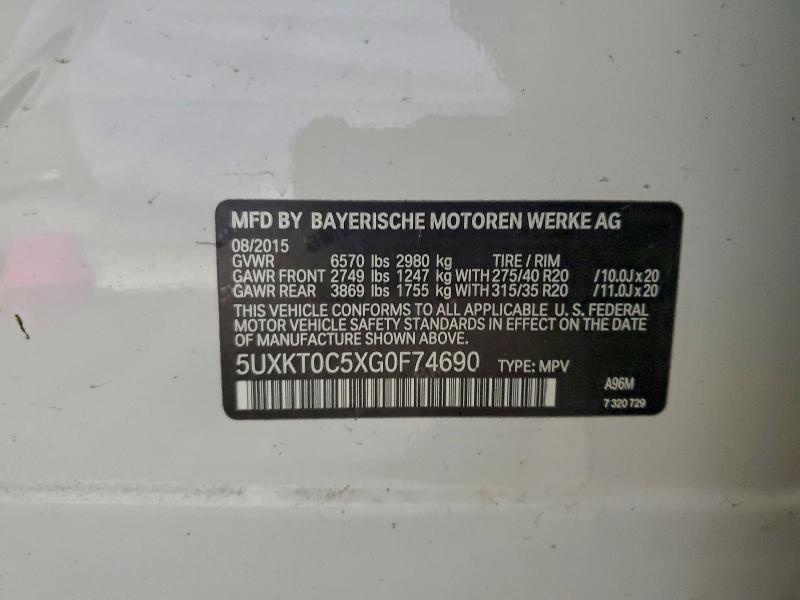 MFD BY BAYERISCHE MOTOREN WERKE AG
08/2015
GVWR 6570 lbs 2980 kg TIRE / RIM
GAWR FRONT 2749 lbs 1247 kg WITH 275/40 R20 /10.0J x 20
GAWR REAR 3869 lbs 1755 kg WITH 315/35 R20 /11.0J x 20
THIS VEHICLE CONFORMS TO ALL APPLICABLE U. S. FEDERAL
MOTOR VEHICLE SAFETY STANDARDS IN EFFECT ON THE DATE
OF MANUFACTURE SHOWN ABOVE.
5UXKT0C5XG0F74690 TYPE: MPV
A96M
7 320 729